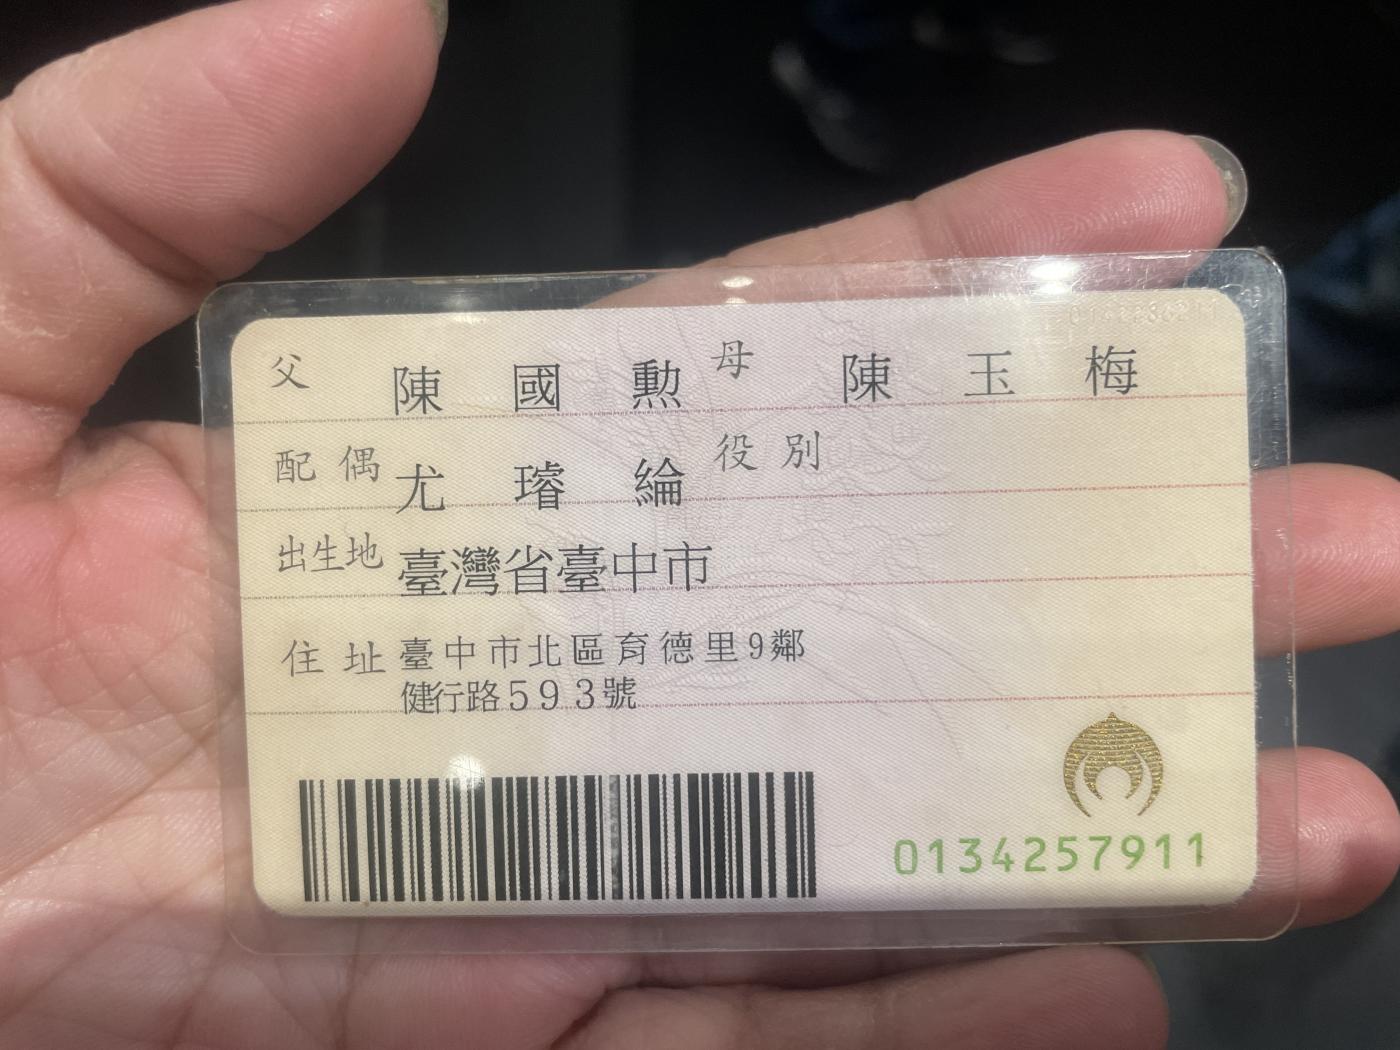 父 陳國勲 母 陳玉梅
配偶 尤璿綸 役別
出生地 臺灣省臺中市
住址 臺中市北區育德里9鄰
健行路593號
0134257911